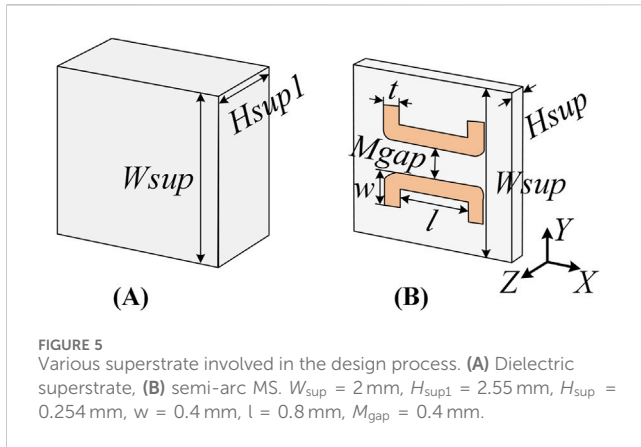 Hsup1
Wsup
(A)
t
Hsup
Mgap
Wsup
w
l
Y
Z
X
(B)
FIGURE 5
Various superstrate involved in the design process. (A) Dielectric
superstrate, (B) semi-arc MS. Wsup = 2 mm, Hsup1 = 2.55 mm, Hsup =
0.254 mm, w = 0.4 mm, l = 0.8 mm, Mgap = 0.4 mm.